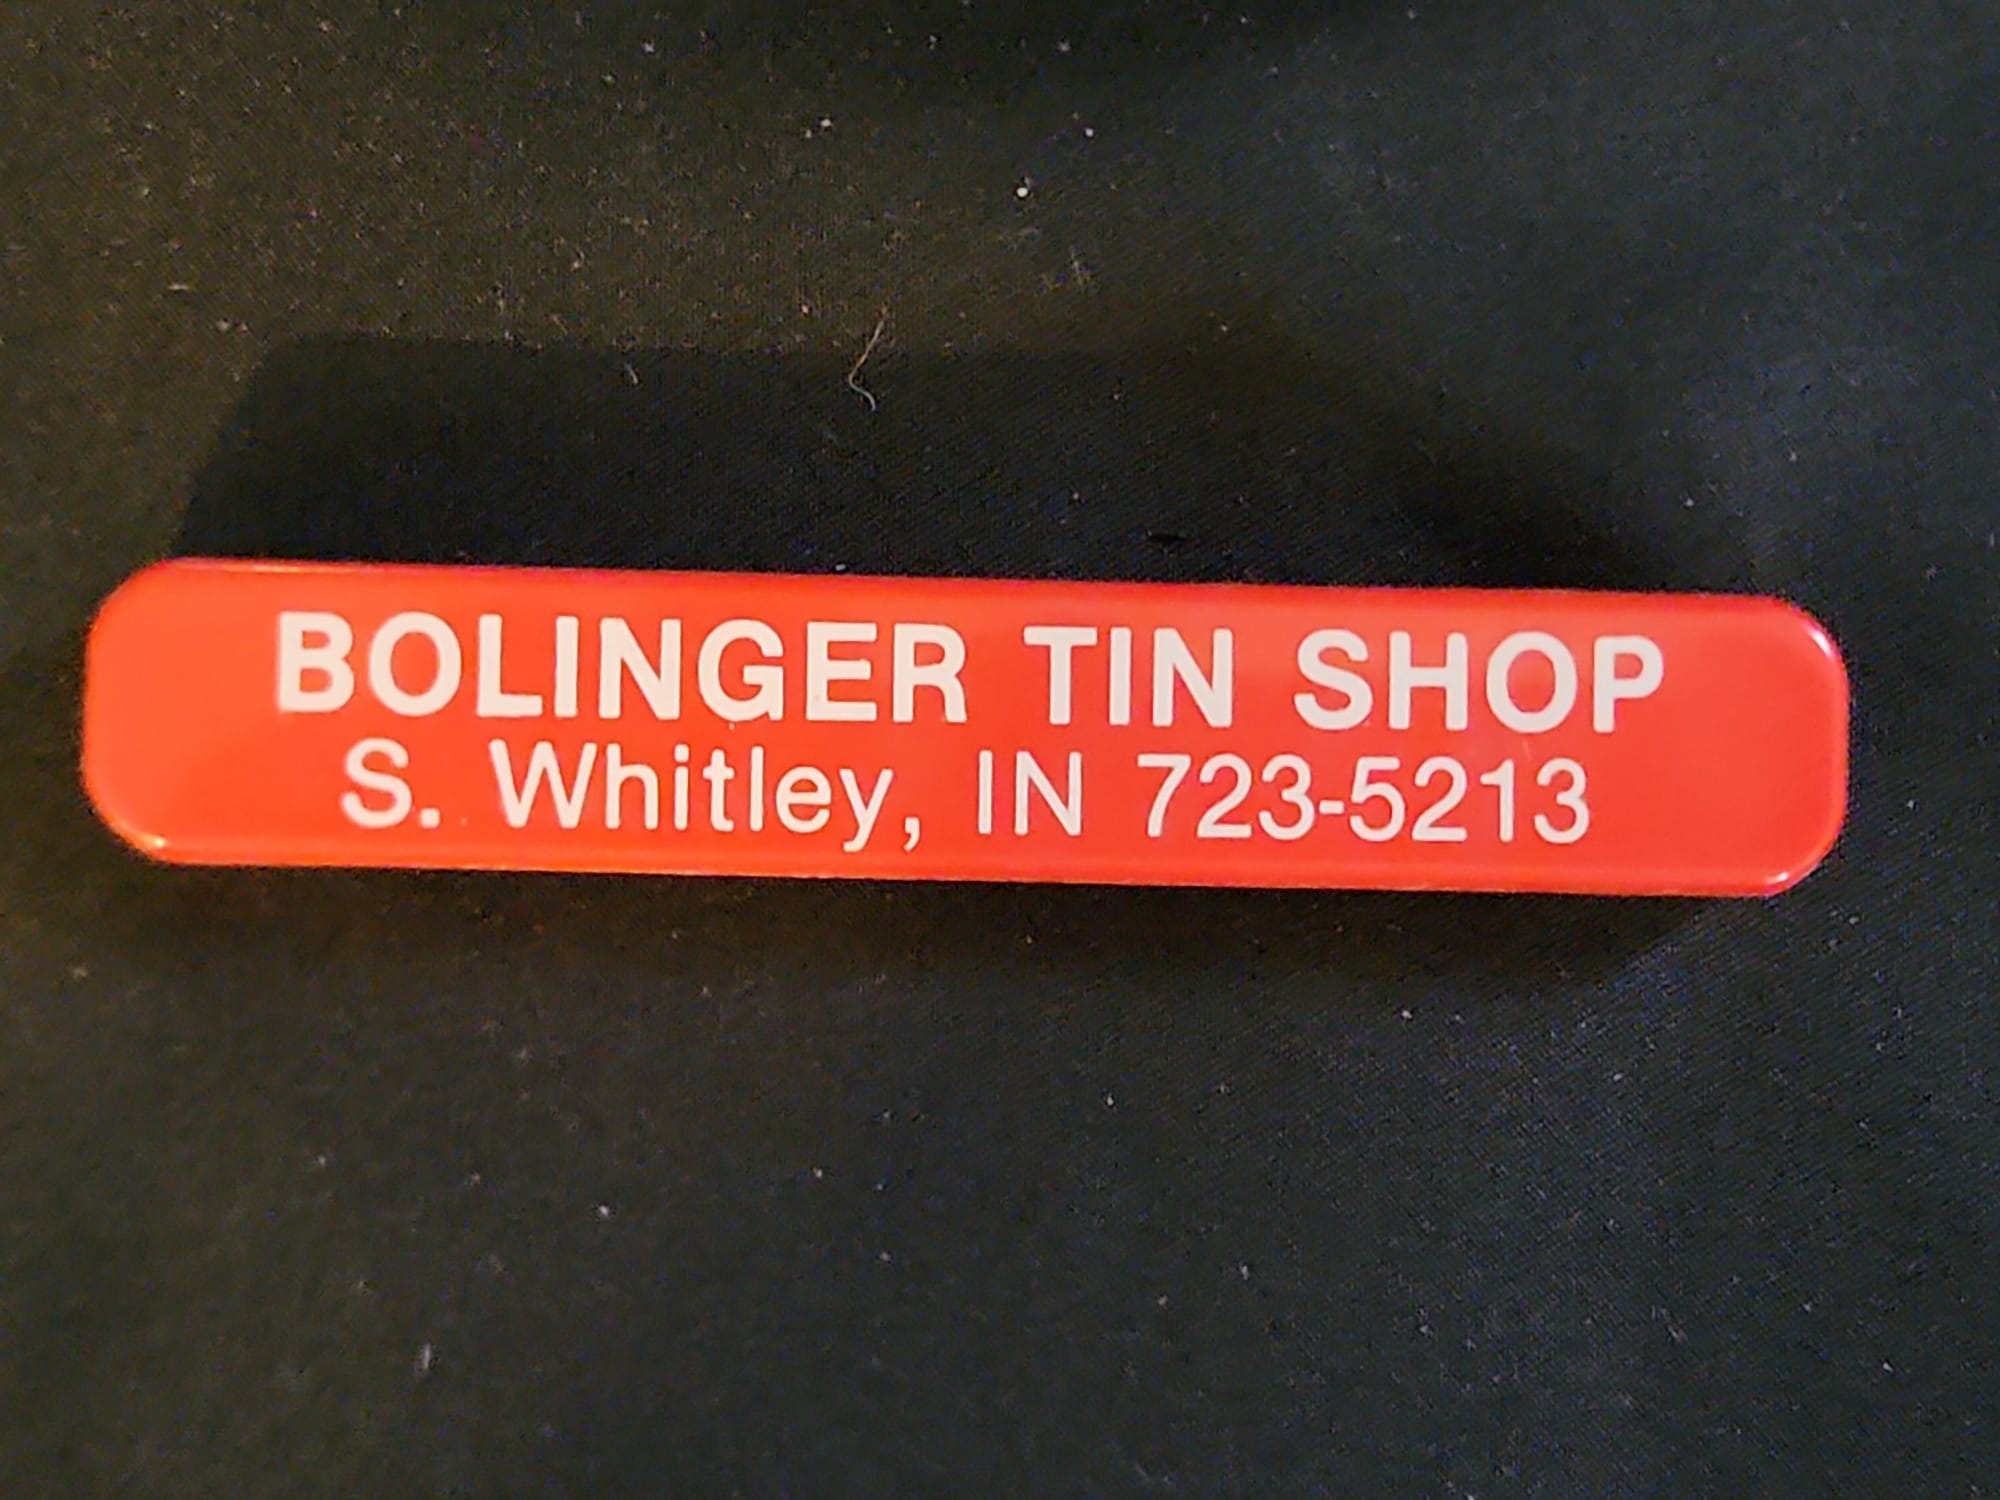 BOLINGER TIN SHOP
S. Whitley, IN 723-5213